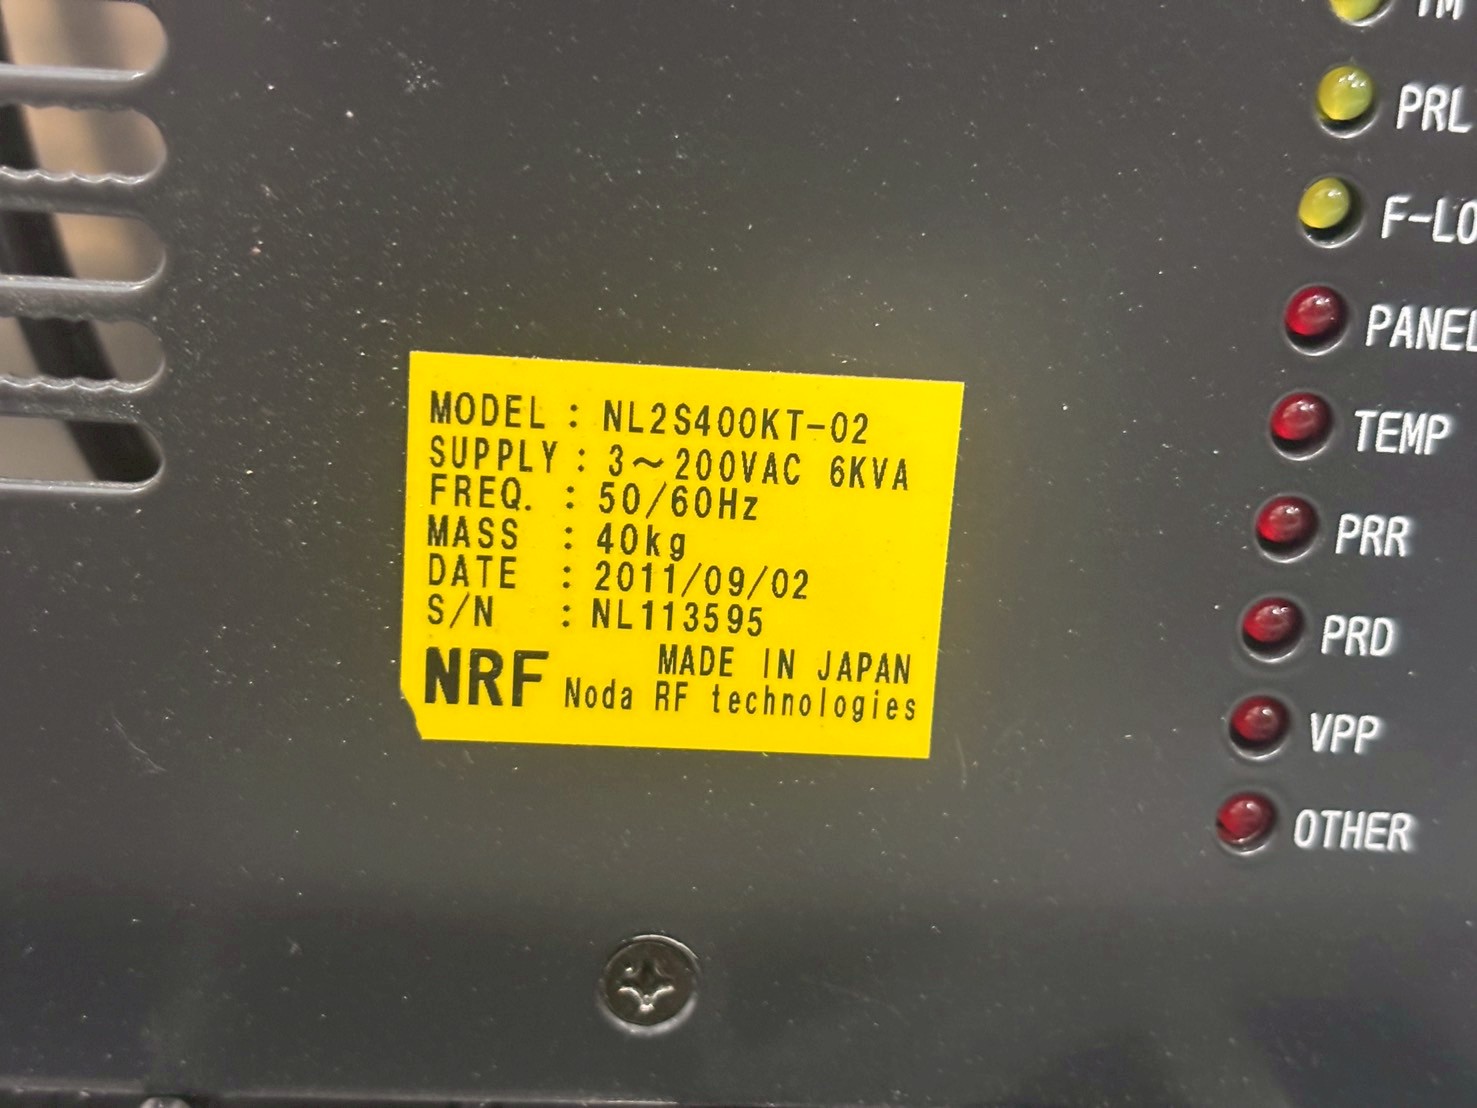 PRL
F-LO
PANEL
TEMP
PRR
PRD
VPP
OTHER
MODEL : NL2S400KT-02
SUPPLY : 3～200VAC 6KVA
FREQ. : 50/60Hz
MASS : 40kg
DATE : 2011/09/02
S/N : NL113595
MADE IN JAPAN
NRF Noda RF technologies